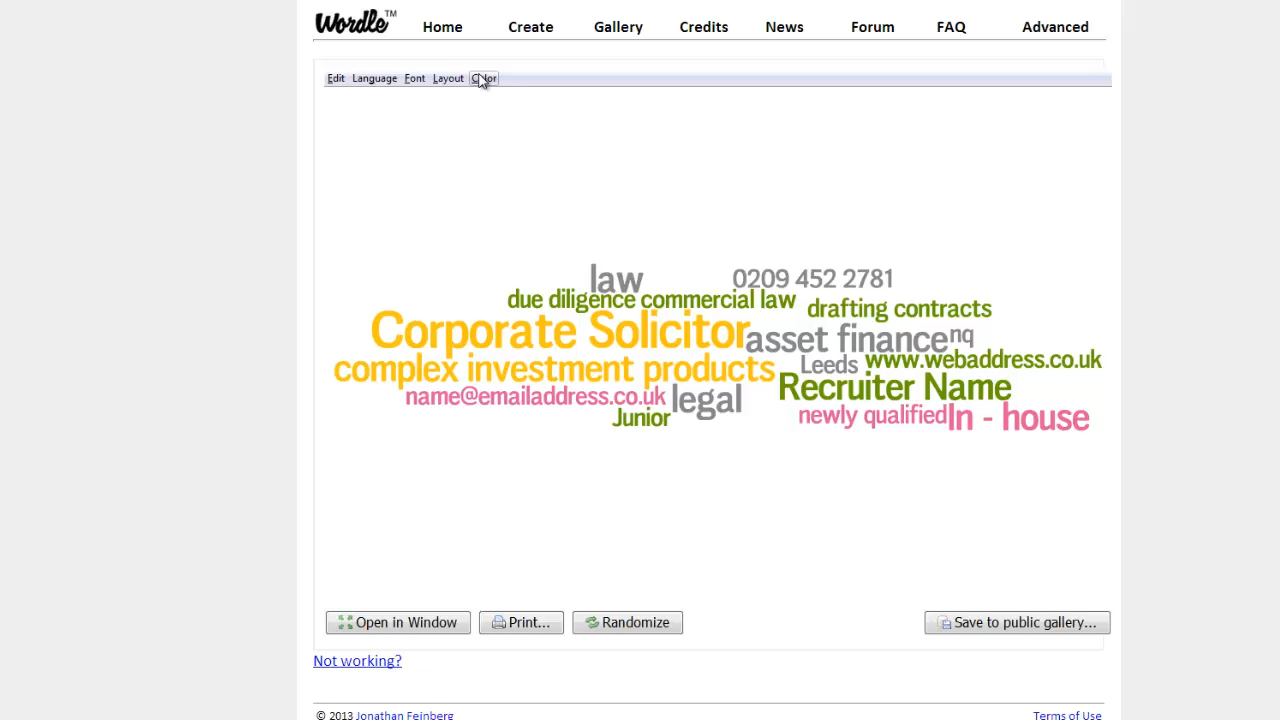 Wordle™ Home Create Gallery Credits News Forum FAQ Advanced
Edit Language Font Layout Color
law 0209 452 2781
due diligence commercial law drafting contracts
Corporate Solicitor asset finance nq
complex investment products Leeds www.webaddress.co.uk
name@emailaddress.co.uk legal Recruiter Name
Junior newly qualified In - house
Open in Window Print... Randomize Save to public gallery...
Not working?
© 2013 Jonathan Feinberg Terms of Use